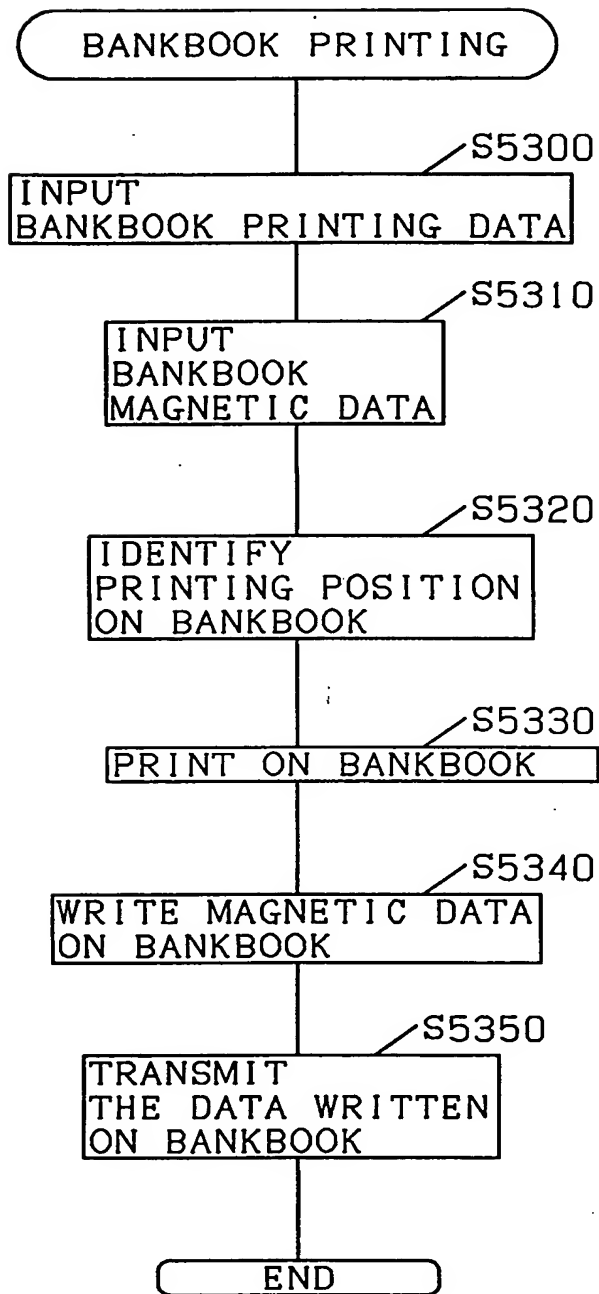 BANKBOOK PRINTING
S5300
INPUT
BANKBOOK PRINTING DATA
S5310
INPUT
BANKBOOK
MAGNETIC DATA
S5320
IDENTIFY
PRINTING POSITION
ON BANKBOOK
S5330
PRINT ON BANKBOOK
S5340
WRITE MAGNETIC DATA
ON BANKBOOK
S5350
TRANSMIT
THE DATA WRITTEN
ON BANKBOOK
END